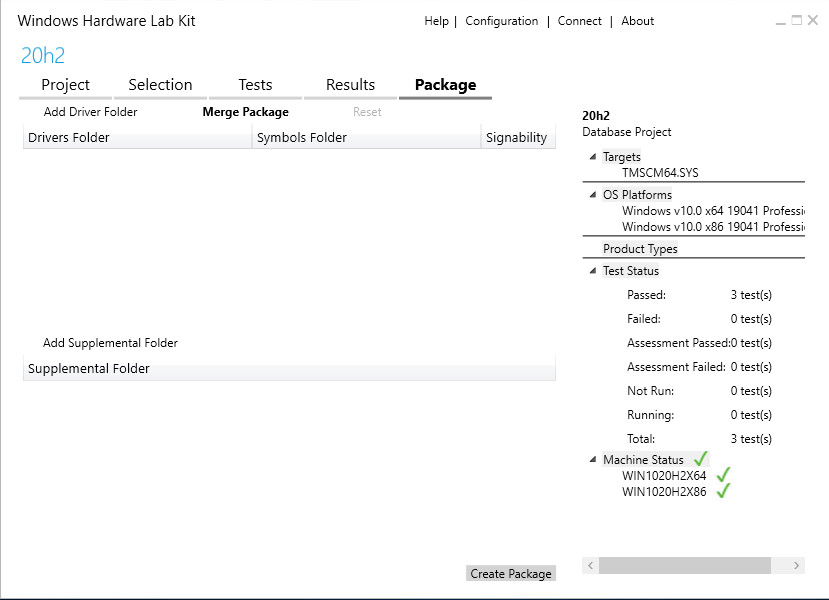 Windows Hardware Lab Kit
Help | Configuration | Connect | About
20h2
Project Selection Tests Results Package
Add Driver Folder Merge Package Reset
Drivers Folder Symbols Folder Signability
Add Supplemental Folder
Supplemental Folder
Create Package
20h2
Database Project
Targets
TMSCM64.SYS
OS Platforms
Windows v10.0 x64 19041 Professi
Windows v10.0 x86 19041 Professi
Product Types
Test Status
Passed: 3 test(s)
Failed: 0 test(s)
Assessment Passed:0 test(s)
Assessment Failed: 0 test(s)
Not Run: 0 test(s)
Running: 0 test(s)
Total: 3 test(s)
Machine Status
WIN1020H2X64
WIN1020H2X86